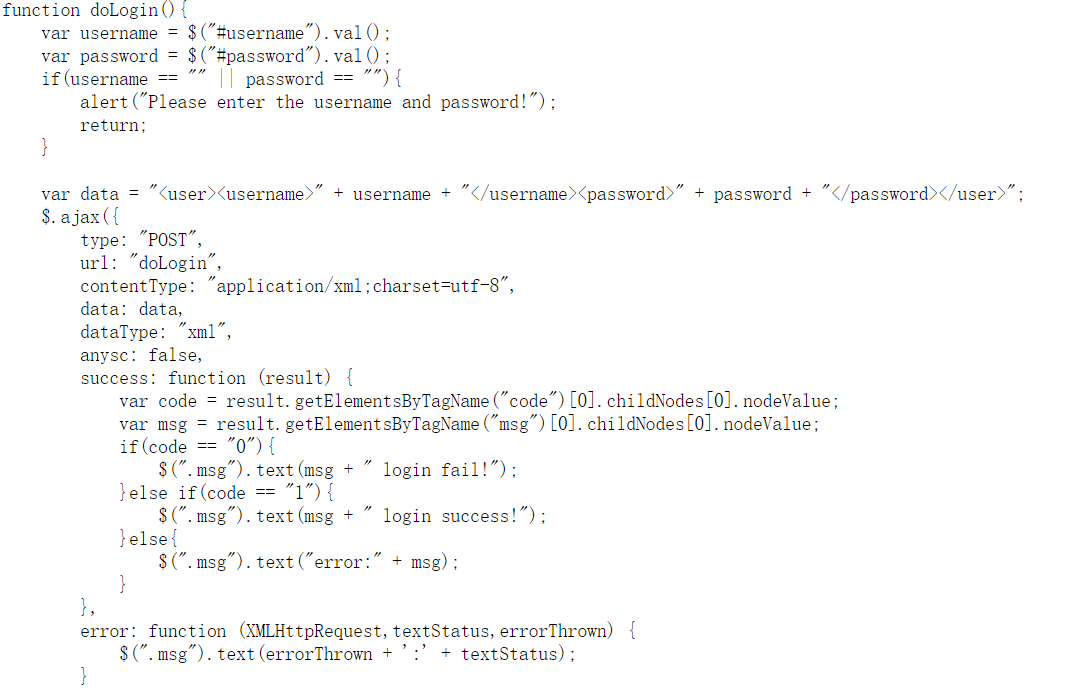 function doLogin(){
    var username = $("#username").val();
    var password = $("#password").val();
    if(username == "" || password == ""){
        alert("Please enter the username and password!");
        return;
    }

    var data = "<user><username>" + username + "</username><password>" + password + "</password></user>";
    $.ajax({
        type: "POST",
        url: "doLogin",
        contentType: "application/xml;charset=utf-8",
        data: data,
        dataType: "xml",
        anysc: false,
        success: function (result) {
            var code = result.getElementsByTagName("code")[0].childNodes[0].nodeValue;
            var msg = result.getElementsByTagName("msg")[0].childNodes[0].nodeValue;
            if(code == "0"){
                $(".msg").text(msg + " login fail!");
            }else if(code == "1"){
                $(".msg").text(msg + " login success!");
            }else{
                $(".msg").text("error:" + msg);
            }
        },
        error: function (XMLHttpRequest,textStatus,errorThrown) {
            $(".msg").text(errorThrown + ':' + textStatus);
        }